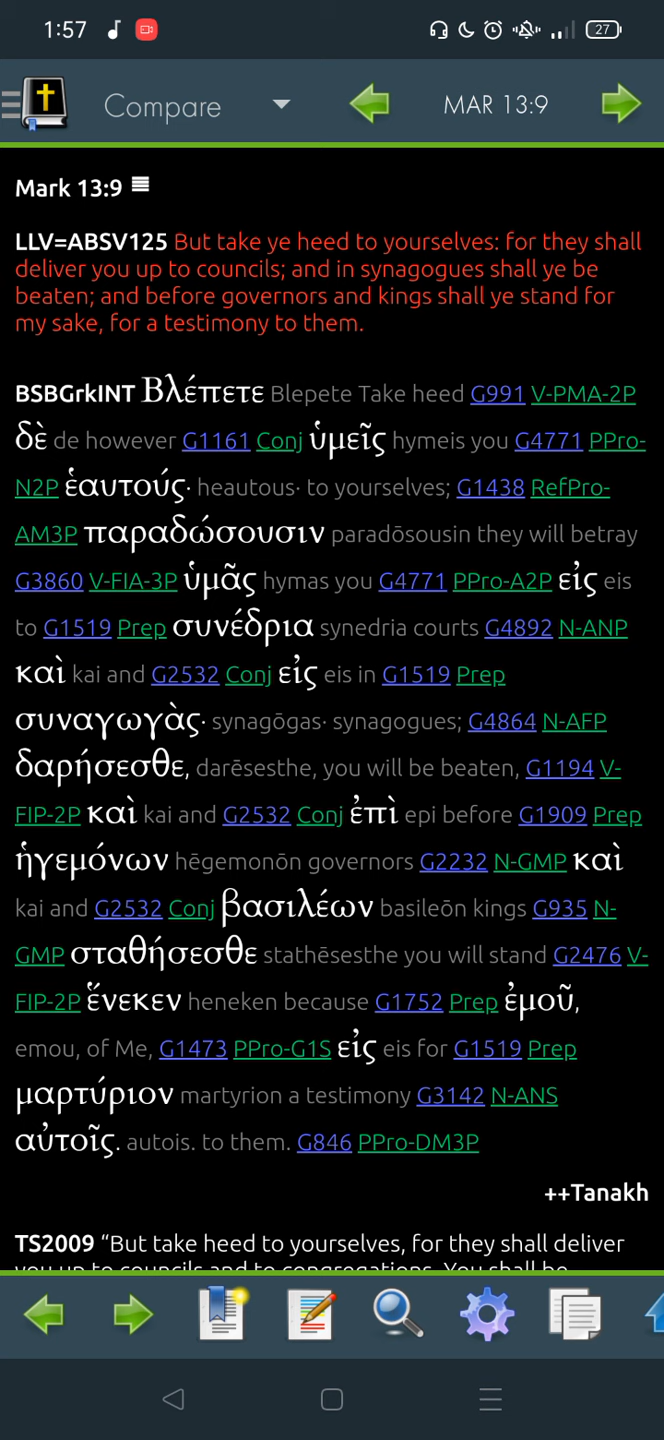 1:57
27
Compare
MAR 13:9
Mark 13:9
LLV=ABSV125 But take ye heed to yourselves: for they shall
deliver you up to councils; and in synagogues shall ye be
beaten; and before governors and kings shall ye stand for
my sake, for a testimony to them.
BSBGrkINT Βλέπετε Blepete Take heed G991 V-PMA-2P
δὲ de however G1161 Conj ὑμεῖς hymeis you G4771 PPro-
N2P ἑαυτούς· heautous· to yourselves; G1438 RefPro-
AM3P παραδώσουσιν paradōsousin they will betray
G3860 V-FIA-3P ὑμᾶς hymas you G4771 PPro-A2P εἰς eis
to G1519 Prep συνέδρια synedria courts G4892 N-ANP
καὶ kai and G2532 Conj εἰς eis in G1519 Prep
συναγωγὰς· synagōgas· synagogues; G4864 N-AFP
δαρήσεσθε, darēsesthe, you will be beaten, G1194 V-
FIP-2P καὶ kai and G2532 Conj ἐπὶ epi before G1909 Prep
ἡγεμόνων hēgemonōn governors G2232 N-GMP καὶ
kai and G2532 Conj βασιλέων basileōn kings G935 N-
GMP σταθήσεσθε stathēsesthe you will stand G2476 V-
FIP-2P ἕνεκεν heneken because G1752 Prep ἐμοῦ,
emou, of Me, G1473 PPro-G1S εἰς eis for G1519 Prep
μαρτύριον martyrion a testimony G3142 N-ANS
αὐτοῖς. autois. to them. G846 PPro-DM3P
++Tanakh
TS2009 “But take heed to yourselves, for they shall deliver
you up to councils and to congregations. You shall be